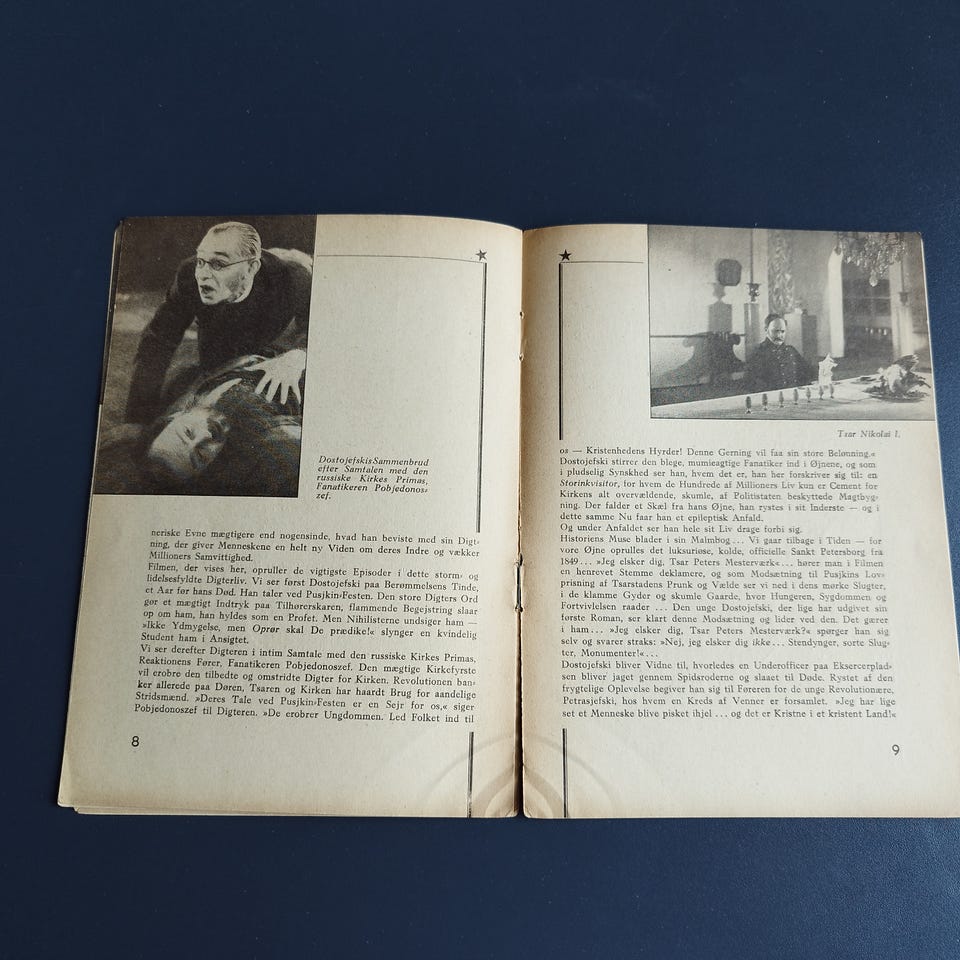 Dostojefskis Sammenbrud
efter Samtalen med den
russiske Kirkes Primas,
Fanatikeren Pobjedonos-
zef.
neriske Evne mægtigere end nogensinde, hvad han beviste med sin Digt-
ning, der giver Menneskene en helt ny Viden om deres Indre og vækker
Millioners Samvittighed.
Filmen, der vises her, opruller de vigtigste Episoder i dette storm- og
lidelsesfyldte Digterliv. Vi ser først Dostojefski paa Berømmelsens Tinde,
et Aar før hans Død. Han taler ved Pusjkin-Festen. Den store Digters Ord
gør et mægtigt Indtryk paa Tilhørerskaren, flammende Begejstring slaar
op om ham, han hyldes som en Profet. Men Nihilisterne undsiger ham —
»Ikke Ydmygelse, men Oprør skal De prædike!« slynger en kvindelig
Student ham i Ansigtet.
Vi ser derefter Digteren i intim Samtale med den russiske Kirkes Primas,
Reaktionens Fører, Fanatikeren Pobjedonoszef. Den mægtige Kirkefyrste
vil erobre den tilbedte og omstridte Digter for Kirken. Revolutionen ban-
ker allerede paa Døren, Tsaren og Kirken har haardt Brug for aandelige
Stridsmænd. »Deres Tale ved Pusjkin-Festen er en Sejr for os,« siger
Pobjedonoszef til Digteren. »De erobrer Ungdommen. Led Folket ind til
8
Tsar Nikolai I.
os — Kristenhedens Hyrder! Denne Gerning vil faa sin store Belønning.«
Dostojefski stirrer den blege, mumieagtige Fanatiker ind i Øjnene, og som
i pludselig Synskhed ser han, hvem det er, han her forskriver sig til: en
Storinkvisitor, for hvem de Hundrede af Millioners Liv kun er Cement for
Kirkens alt overvældende, skumle, af Politistaten beskyttede Magtbyg-
ning. Der falder et Skæl fra hans Øjne, han rystes i sit Inderste — og i
dette samme Nu faar han et epileptisk Anfald.
Og under Anfaldet ser han hele sit Liv drage forbi sig.
Historiens Muse blader i sin Malmbog... Vi gaar tilbage i Tiden — for
vore Øjne oprulles det luksuriøse, kolde, officielle Sankt Petersborg fra
1849... »Jeg elsker dig, Tsar Peters Mesterværk«... hører man i Filmen
en henrevet Stemme deklamere, og som Modsætning til Pusjkins Lov-
prisning af Tsarstadens Prunk og Vælde ser vi ned i dens mørke Slugter,
i de klamme Gyder og skumle Gaarde, hvor Hungeren, Sygdommen og
Fortvivlelsen raader ... Den unge Dostojefski, der lige har udgivet sin
første Roman, ser klart denne Modsætning og lider ved den. Det gærer
i ham... »Jeg elsker dig, Tsar Peters Mesterværk?« spørger han sig
selv og svarer straks: »Nej, jeg elsker dig ikke... Stendynger, sorte Slug-
ter, Monumenter!«...
Dostojefski bliver Vidne til, hvorledes en Underofficer paa Ekscercerplad-
sen bliver jaget gennem Spidsroderne og slaaet til Døde. Rystet af den
frygtelige Oplevelse begiver han sig til Føreren for de unge Revolutionære,
Petrasjefski, hos hvem en Kreds af Venner er forsamlet. »Jeg har lige
set et Menneske blive pisket ihjel ... og det er Kristne i et kristent Land!«
9